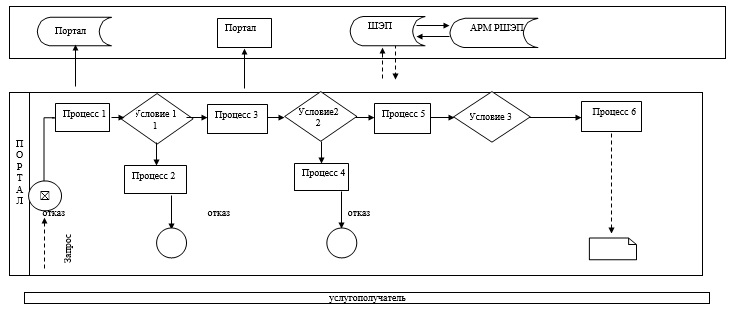 Портал
Портал
ШЭП
АРМ РШЭП
ПОРТАЛ
Процесс 1
Условие 1
1
Процесс 3
Условие2
2
Процесс 5
Условие 3
Процесс 6
Процесс 2
Процесс 4
отказ
отказ
отказ
Запрос
услугополучатель